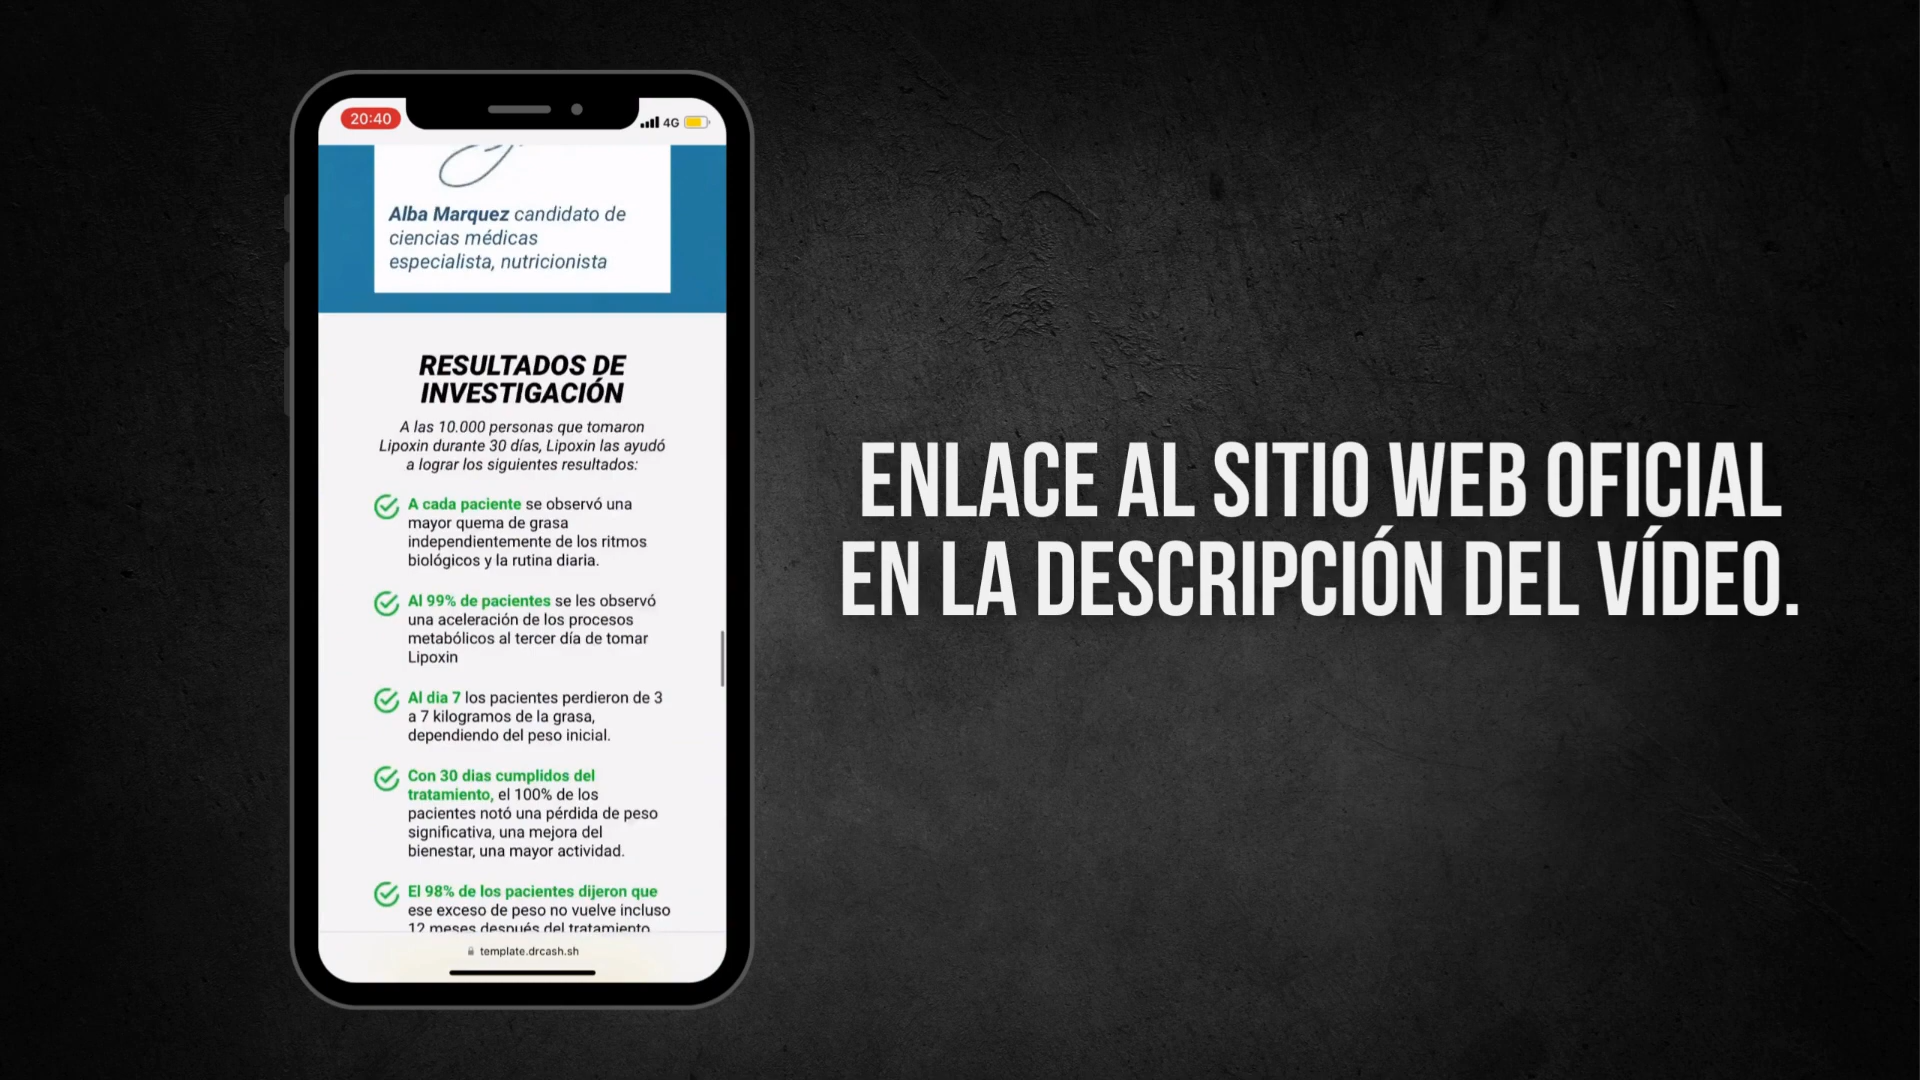 20:40
4G
Alba Marquez candidato de
ciencias médicas
especialista, nutricionista
RESULTADOS DE
INVESTIGACIÓN
A las 10.000 personas que tomaron
Lipoxin durante 30 días, Lipoxin las ayudó
a lograr los siguientes resultados:
A cada paciente se observó una
mayor quema de grasa
independientemente de los ritmos
biológicos y la rutina diaria.
Al 99% de pacientes se les observó
una aceleración de los procesos
metabólicos al tercer día de tomar
Lipoxin
Al dia 7 los pacientes perdieron de 3
a 7 kilogramos de la grasa,
dependiendo del peso inicial.
Con 30 dias cumplidos del
tratamiento, el 100% de los
pacientes notó una pérdida de peso
significativa, una mejora del
bienestar, una mayor actividad.
El 98% de los pacientes dijeron que
ese exceso de peso no vuelve incluso
12 meses después del tratamiento
template.drcash.sh
ENLACE AL SITIO WEB OFICIAL
EN LA DESCRIPCIÓN DEL VÍDEO.